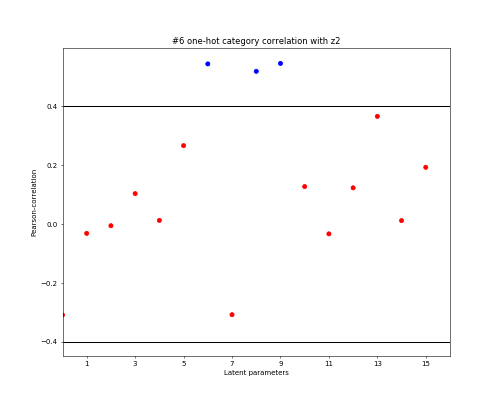 #6 one-hot category correlation with z2
Pearson-correlation
0.4
0.2
0.0
−0.2
−0.4
1 3 5 7 9 11 13 15
Latent parameters